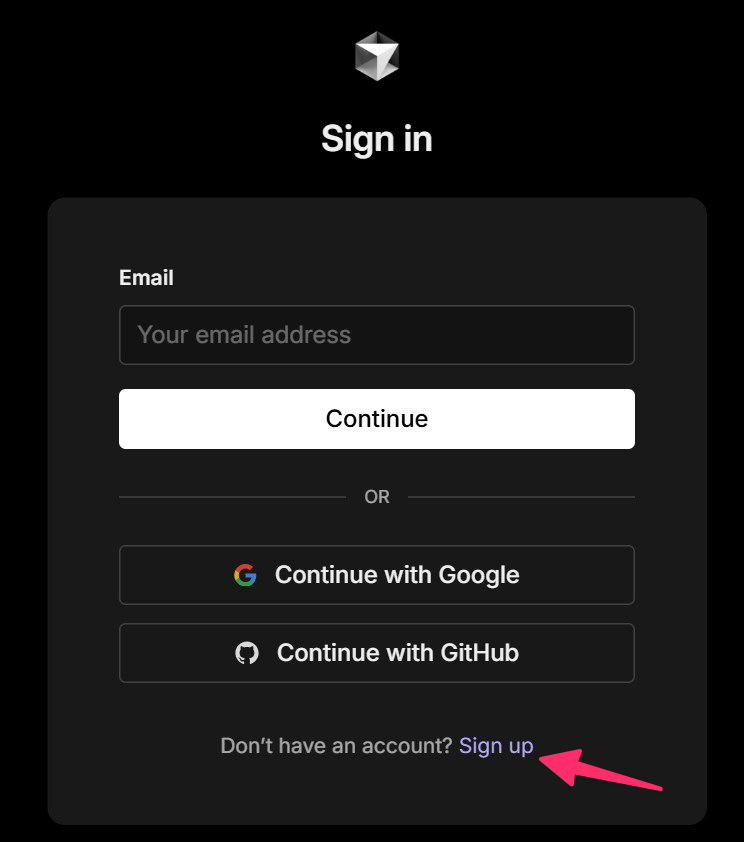 Sign in
Email
Your email address
Continue
OR
Continue with Google
Continue with GitHub
Don’t have an account? Sign up